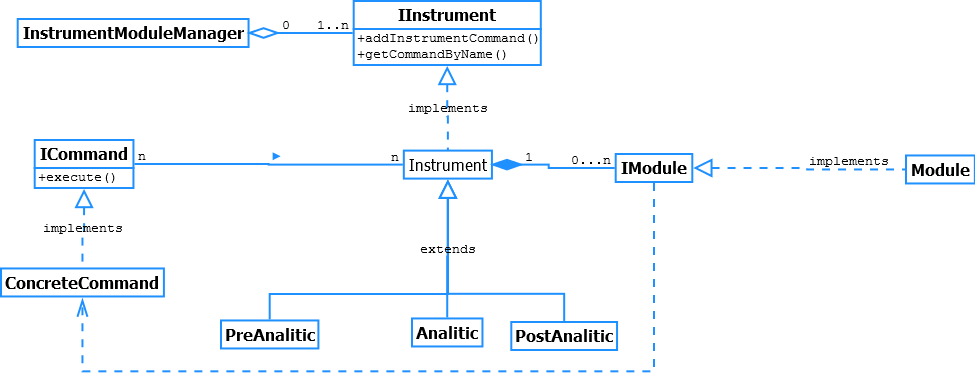 IInstrument
InstrumentModuleManager
0
1..n
+addInstrumentCommand()
+getCommandByName()
implements
ICommand
+execute()
n
n
Instrument
1
0...n
IModule
implements
Module
implements
extends
ConcreteCommand
PreAnalitic
Analitic
PostAnalitic